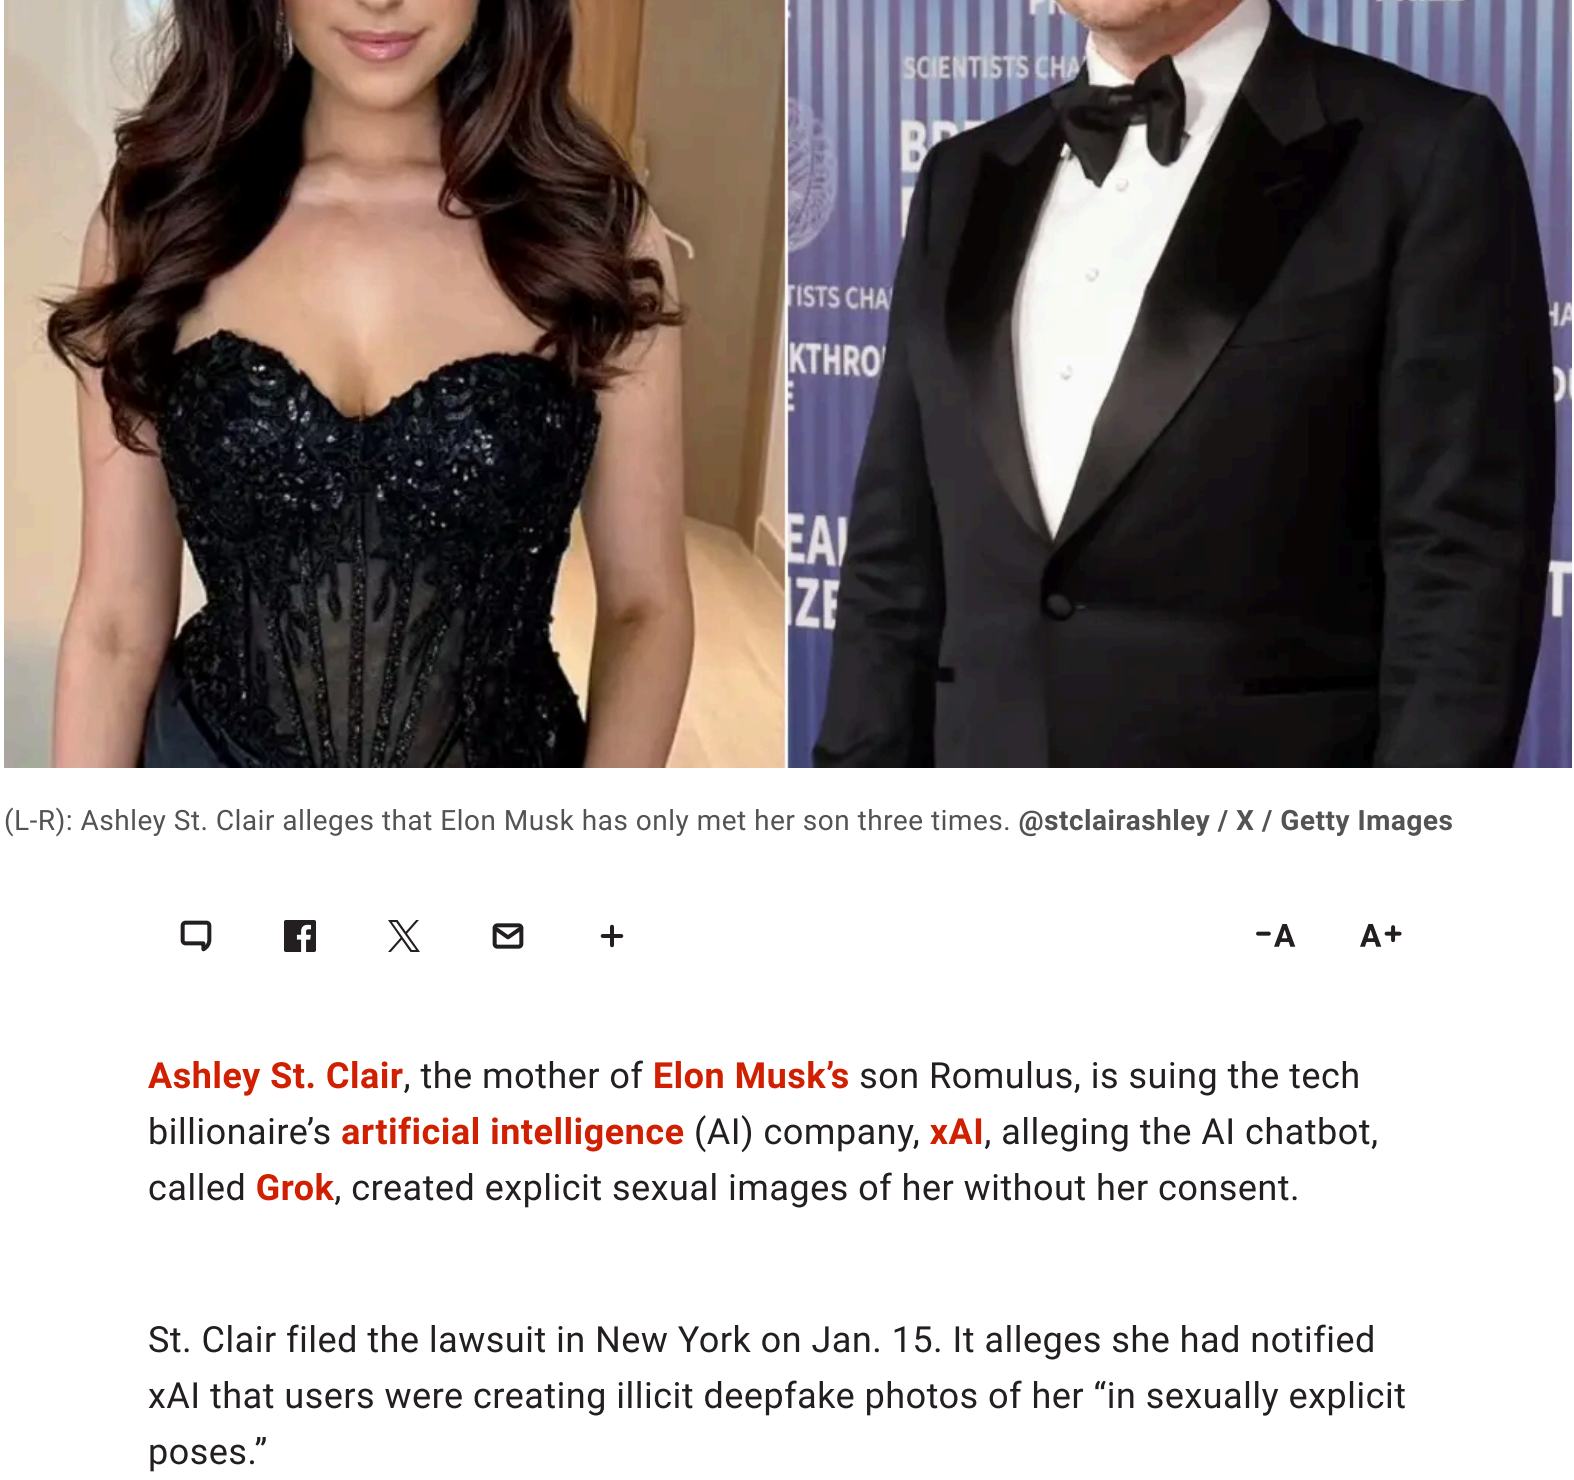 SCIENTISTS CHA
TISTS CHA
KTHRO
(L-R): Ashley St. Clair alleges that Elon Musk has only met her son three times. @stclairashley / X / Getty Images
-A A+
Ashley St. Clair, the mother of Elon Musk’s son Romulus, is suing the tech
billionaire’s artificial intelligence (AI) company, xAI, alleging the AI chatbot,
called Grok, created explicit sexual images of her without her consent.
St. Clair filed the lawsuit in New York on Jan. 15. It alleges she had notified
xAI that users were creating illicit deepfake photos of her “in sexually explicit
poses.”